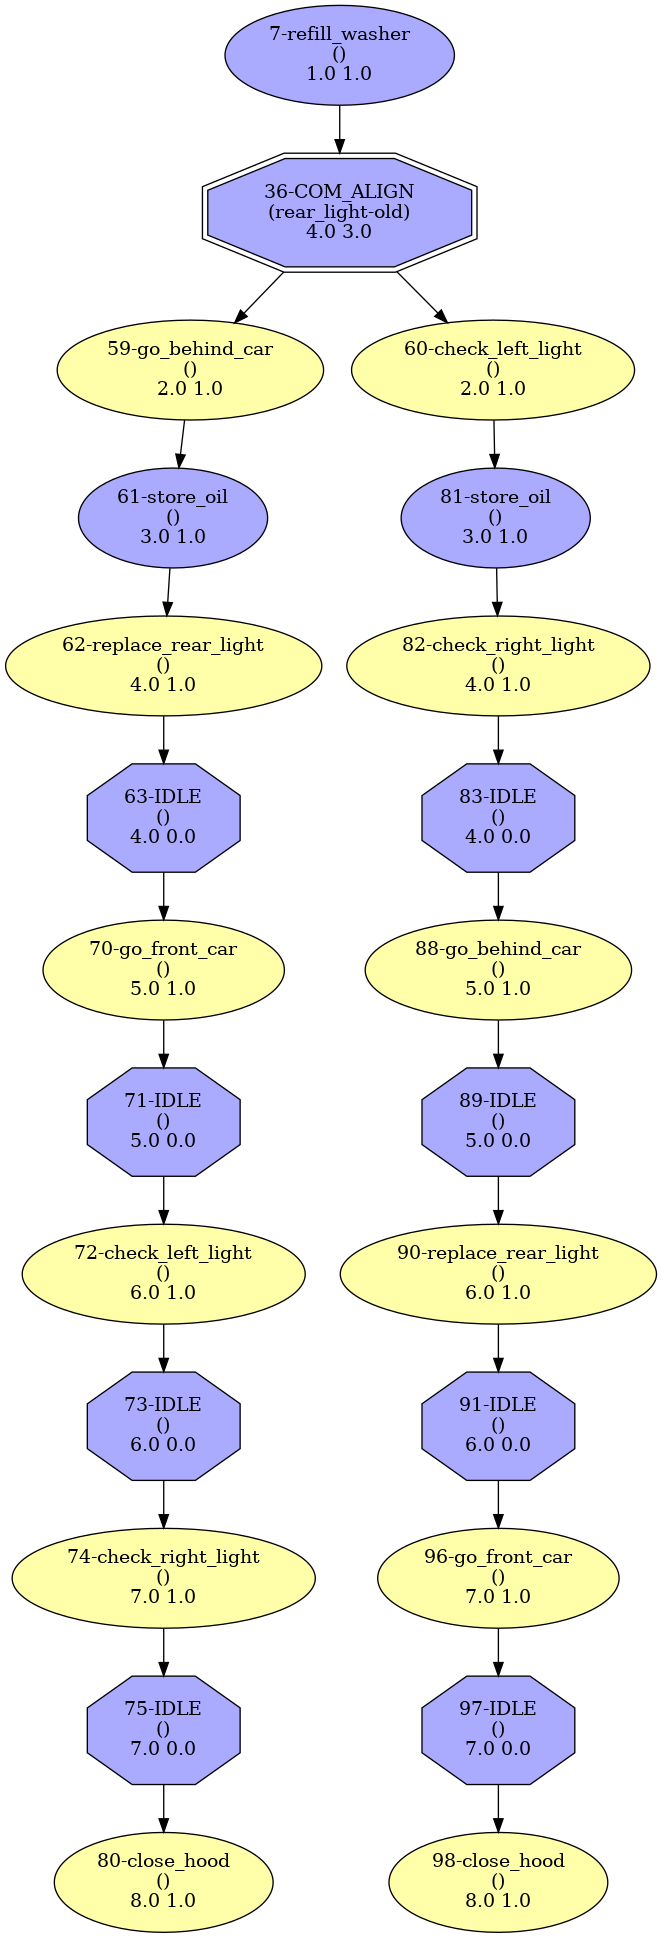 7-refill_washer
()
1.0 1.0
36-COM_ALIGN
(rear_light-old)
4.0 3.0
59-go_behind_car
()
2.0 1.0
60-check_left_light
()
2.0 1.0
61-store_oil
()
3.0 1.0
81-store_oil
()
3.0 1.0
62-replace_rear_light
()
4.0 1.0
82-check_right_light
()
4.0 1.0
63-IDLE
()
4.0 0.0
83-IDLE
()
4.0 0.0
70-go_front_car
()
5.0 1.0
88-go_behind_car
()
5.0 1.0
71-IDLE
()
5.0 0.0
89-IDLE
()
5.0 0.0
72-check_left_light
()
6.0 1.0
90-replace_rear_light
()
6.0 1.0
73-IDLE
()
6.0 0.0
91-IDLE
()
6.0 0.0
74-check_right_light
()
7.0 1.0
96-go_front_car
()
7.0 1.0
75-IDLE
()
7.0 0.0
97-IDLE
()
7.0 0.0
80-close_hood
()
8.0 1.0
98-close_hood
()
8.0 1.0